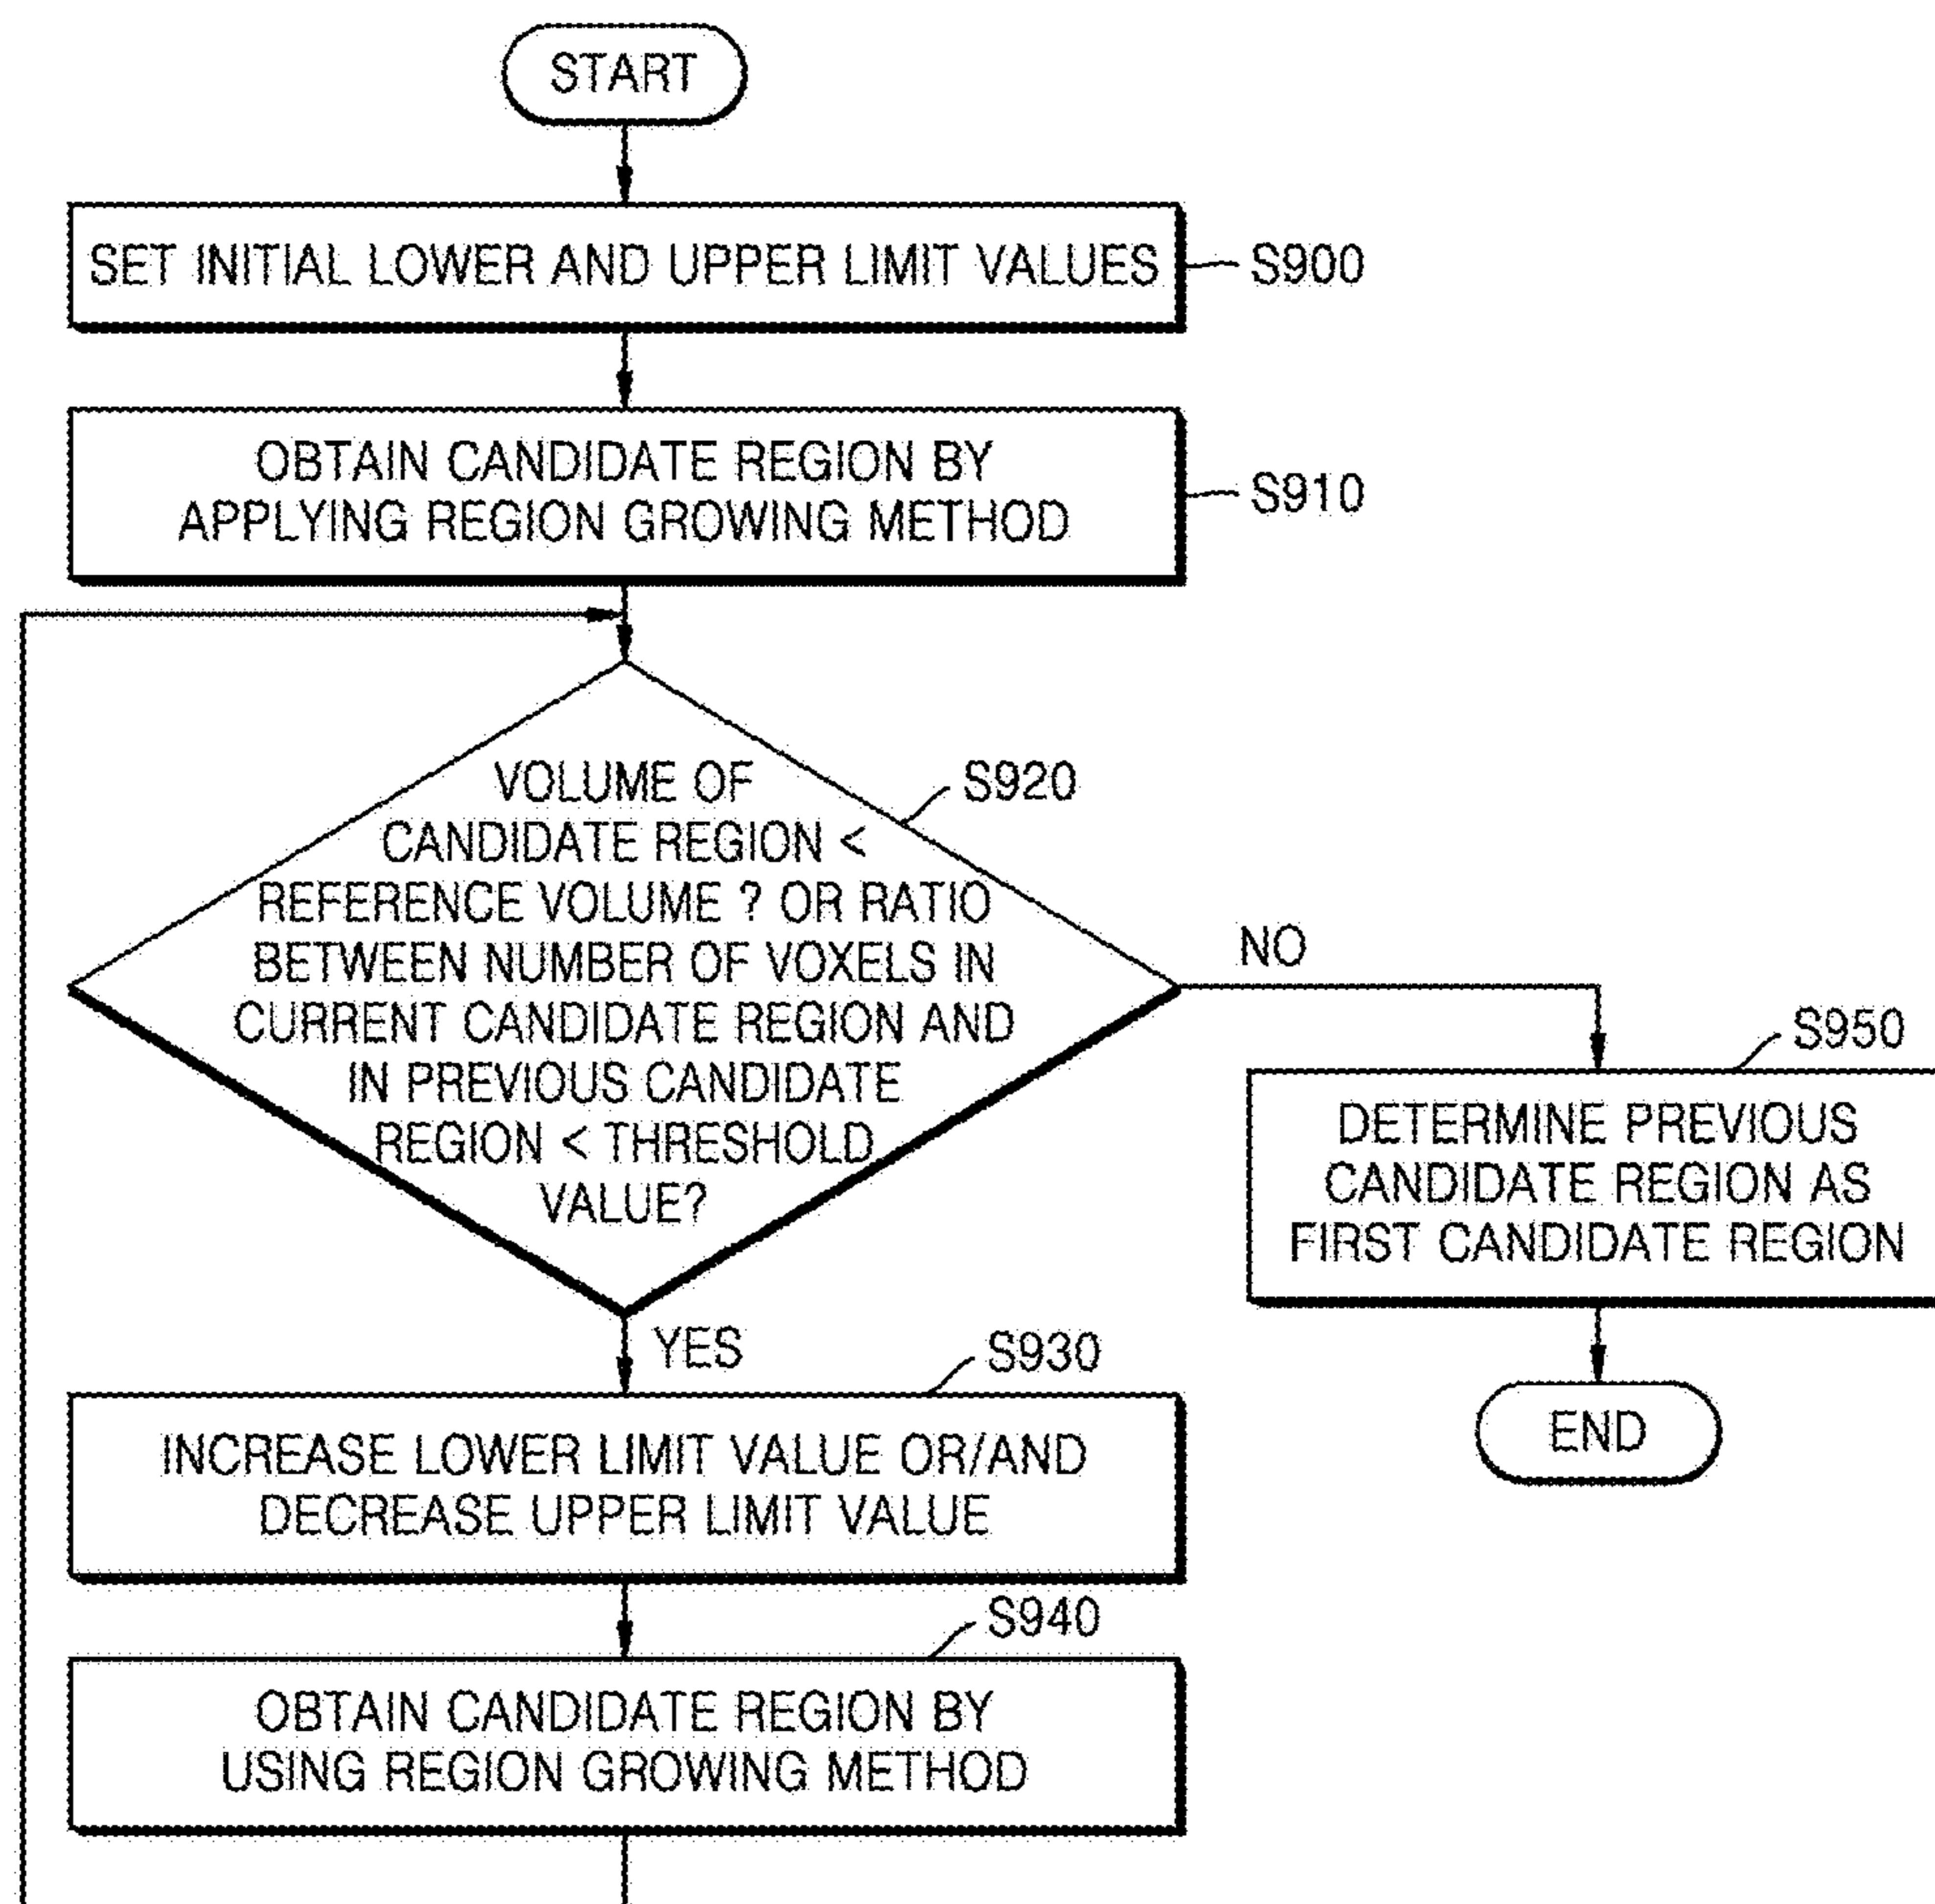 START
SET INITIAL LOWER AND UPPER LIMIT VALUES
S900
OBTAIN CANDIDATE REGION BY
APPLYING REGION GROWING METHOD
S910
VOLUME OF
CANDIDATE REGION <
REFERENCE VOLUME ? OR RATIO
BETWEEN NUMBER OF VOXELS IN
CURRENT CANDIDATE REGION AND
IN PREVIOUS CANDIDATE
REGION < THRESHOLD
VALUE?
S920
NO
S950
DETERMINE PREVIOUS
CANDIDATE REGION AS
FIRST CANDIDATE REGION
END
YES
S930
INCREASE LOWER LIMIT VALUE OR/AND
DECREASE UPPER LIMIT VALUE
S940
OBTAIN CANDIDATE REGION BY
USING REGION GROWING METHOD